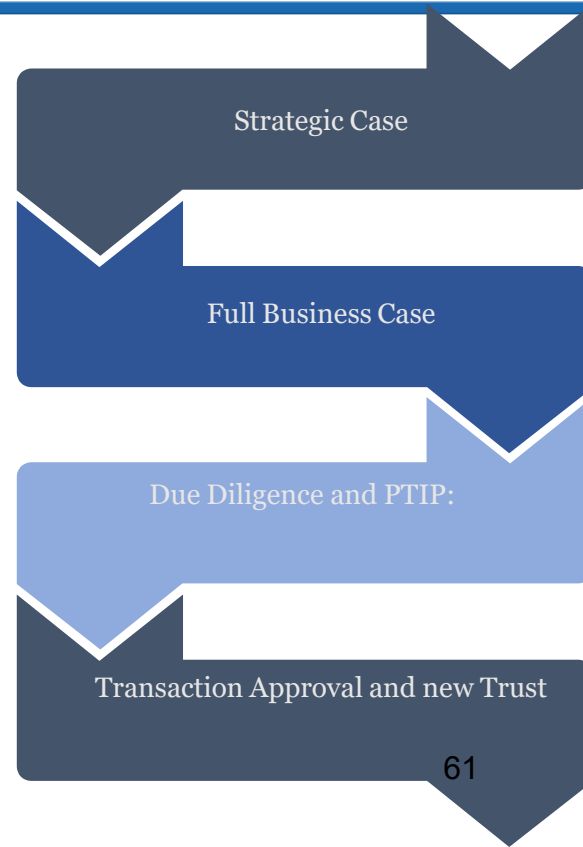 Strategic Case
Full Business Case
Due Diligence and PTIP:
Transaction Approval and new Trust
61